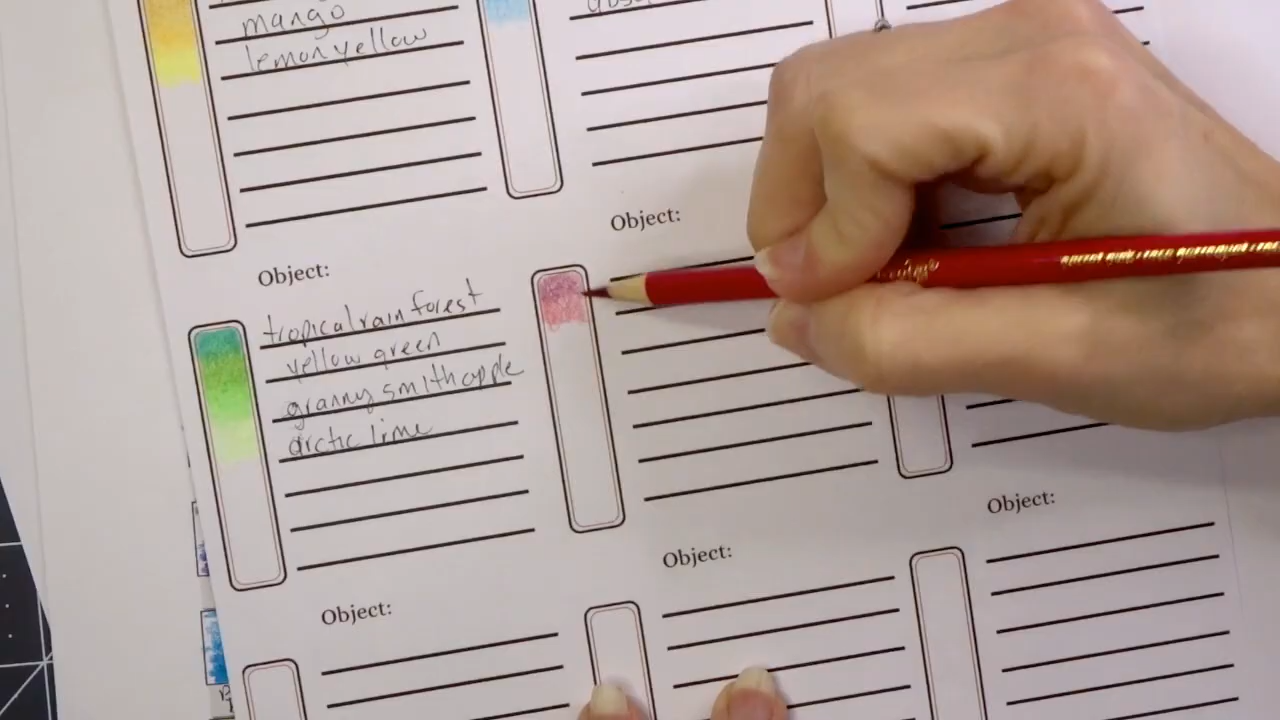 mango
lemon yellow
Object:
Object:
tropical rain forest
yellow green
granny smith apple
arctic lime
Object:
Object:
Object: